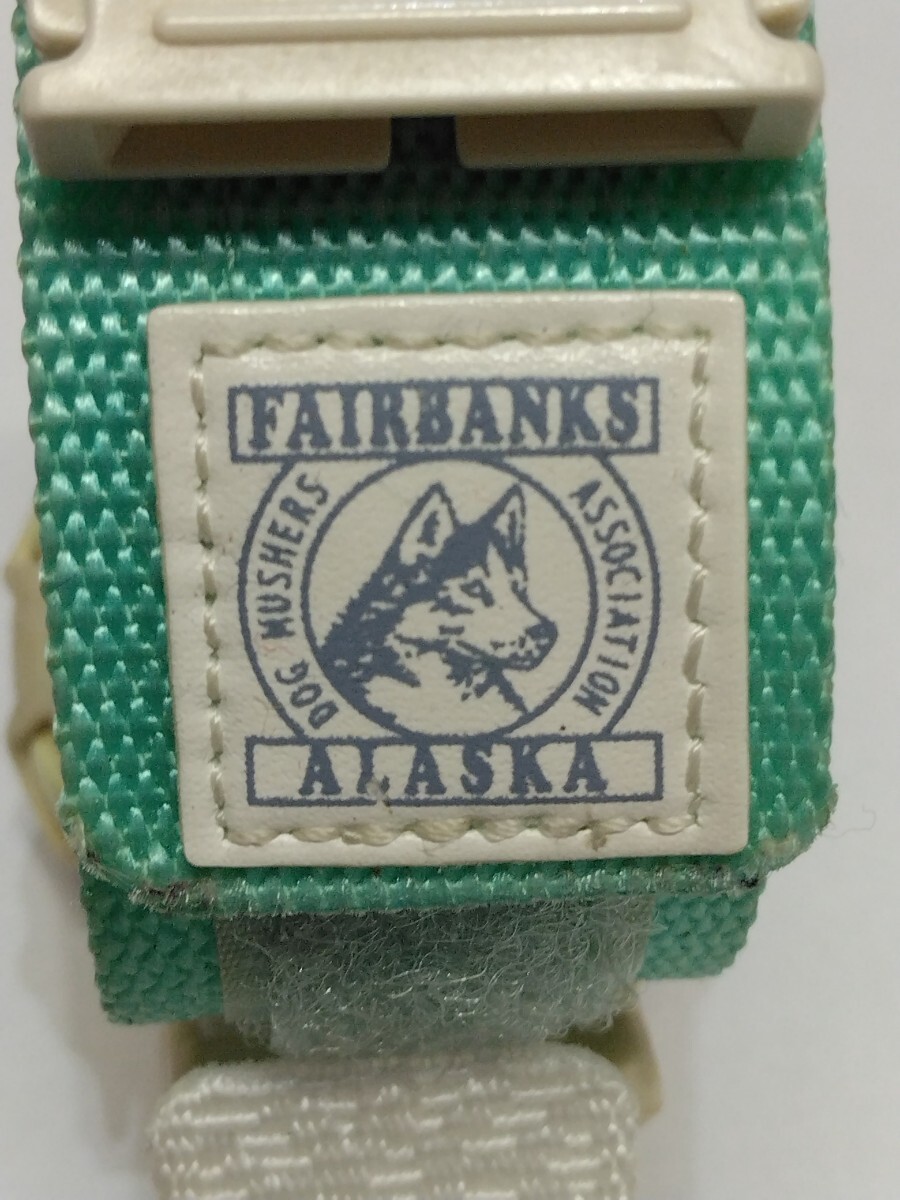 FAIRBANKS
DOG MUSHERS
ASSOCIATION
ALASKA